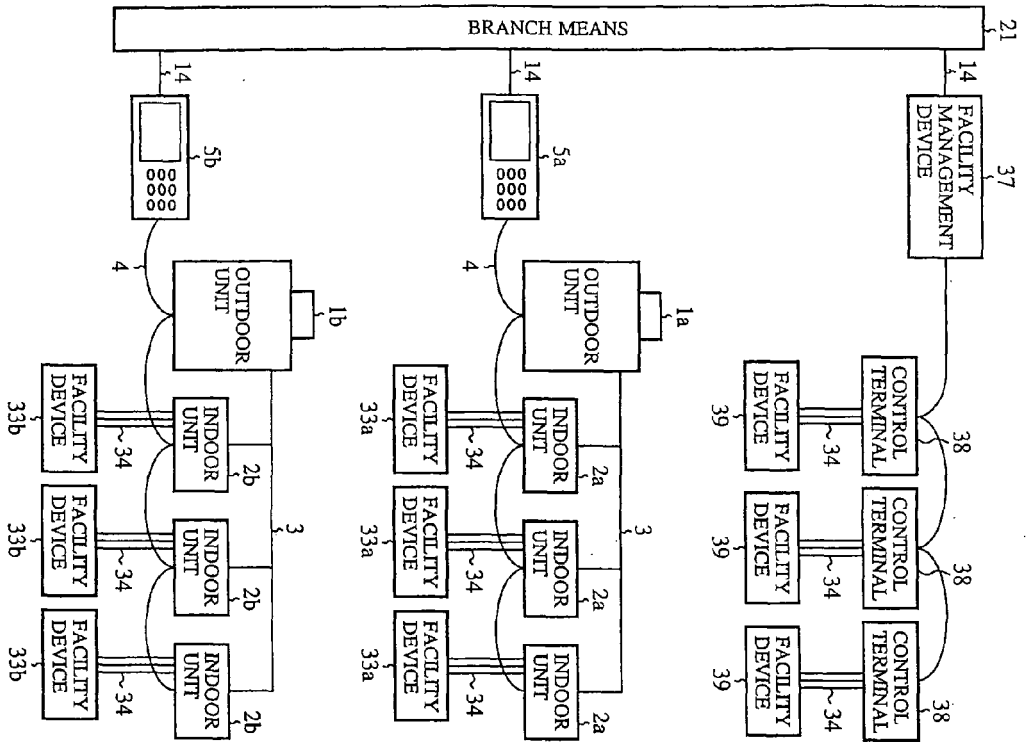 BRANCH MEANS
21
14
14
14
FACILITY
MANAGEMENT
DEVICE
37
5a
5b
4
4
OUTDOOR
UNIT
1a
OUTDOOR
UNIT
1b
CONTROL
TERMINAL
38
CONTROL
TERMINAL
38
CONTROL
TERMINAL
38
34
34
34
FACILITY
DEVICE
39
FACILITY
DEVICE
39
FACILITY
DEVICE
39
3
INDOOR
UNIT
2a
INDOOR
UNIT
2a
INDOOR
UNIT
2a
34
34
34
FACILITY
DEVICE
33a
FACILITY
DEVICE
33a
FACILITY
DEVICE
33a
3
INDOOR
UNIT
2b
INDOOR
UNIT
2b
INDOOR
UNIT
2b
34
34
34
FACILITY
DEVICE
33b
FACILITY
DEVICE
33b
FACILITY
DEVICE
33b